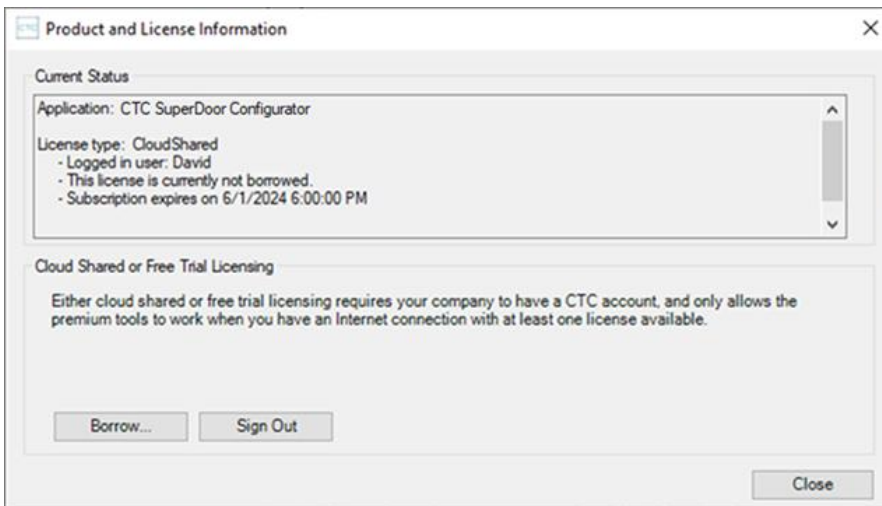 CTC Product and License Information
Current Status
Application: CTC SuperDoor Configurator
License type: CloudShared
- Logged in user: David
- This license is currently not borrowed.
- Subscription expires on 6/1/2024 6:00:00 PM
Cloud Shared or Free Trial Licensing
Either cloud shared or free trial licensing requires your company to have a CTC account, and only allows the
premium tools to work when you have an Internet connection with at least one license available.
Borrow... Sign Out
Close